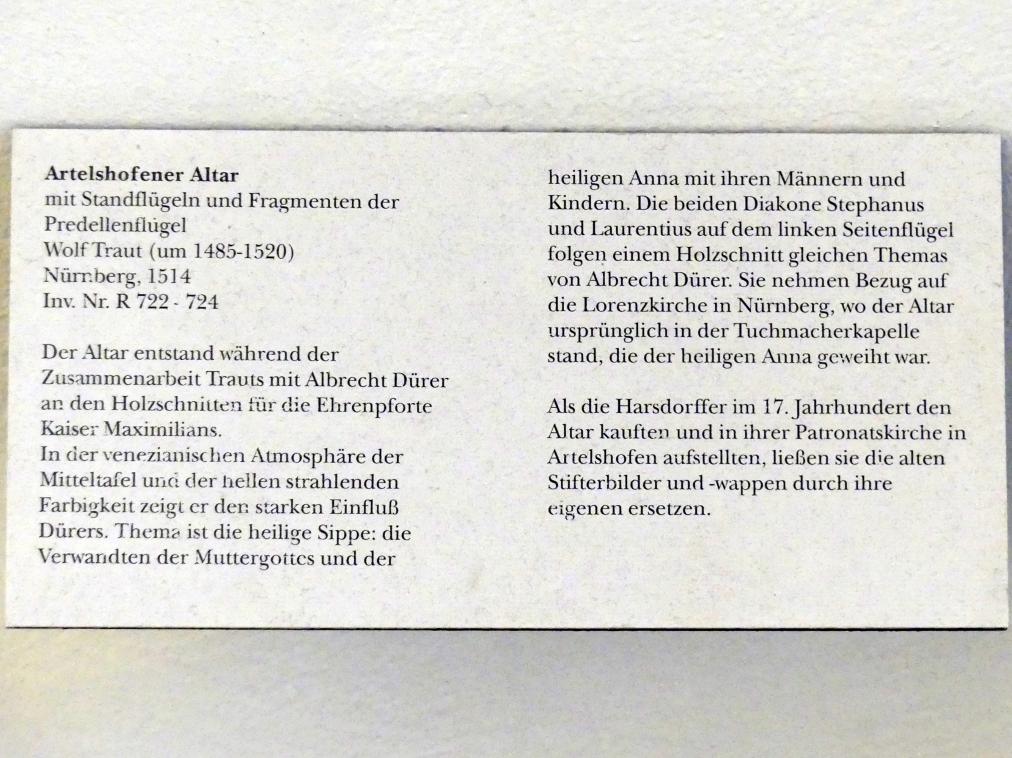 Artelshofener Altar
mit Standflügeln und Fragmenten der
Predellenflügel
Wolf Traut (um 1485-1520)
Nürnberg, 1514
Inv. Nr. R 722 - 724
Der Altar entstand während der
Zusammenarbeit Trauts mit Albrecht Dürer
an den Holzschnitten für die Ehrenpforte
Kaiser Maximilians.
In der venezianischen Atmosphäre der
Mitteltafel und der hellen strahlenden
Farbigkeit zeigt er den starken Einfluß
Dürers. Thema ist die heilige Sippe: die
Verwandten der Muttergottes und der
heiligen Anna mit ihren Männern und
Kindern. Die beiden Diakone Stephanus
und Laurentius auf dem linken Seitenflügel
folgen einem Holzschnitt gleichen Themas
von Albrecht Dürer. Sie nehmen Bezug auf
die Lorenzkirche in Nürnberg, wo der Altar
ursprünglich in der Tuchmacherkapelle
stand, die der heiligen Anna geweiht war.
Als die Harsdorffer im 17. Jahrhundert den
Altar kauften und in ihrer Patronatskirche in
Artelshofen aufstellten, ließen sie die alten
Stifterbilder und -wappen durch ihre
eigenen ersetzen.